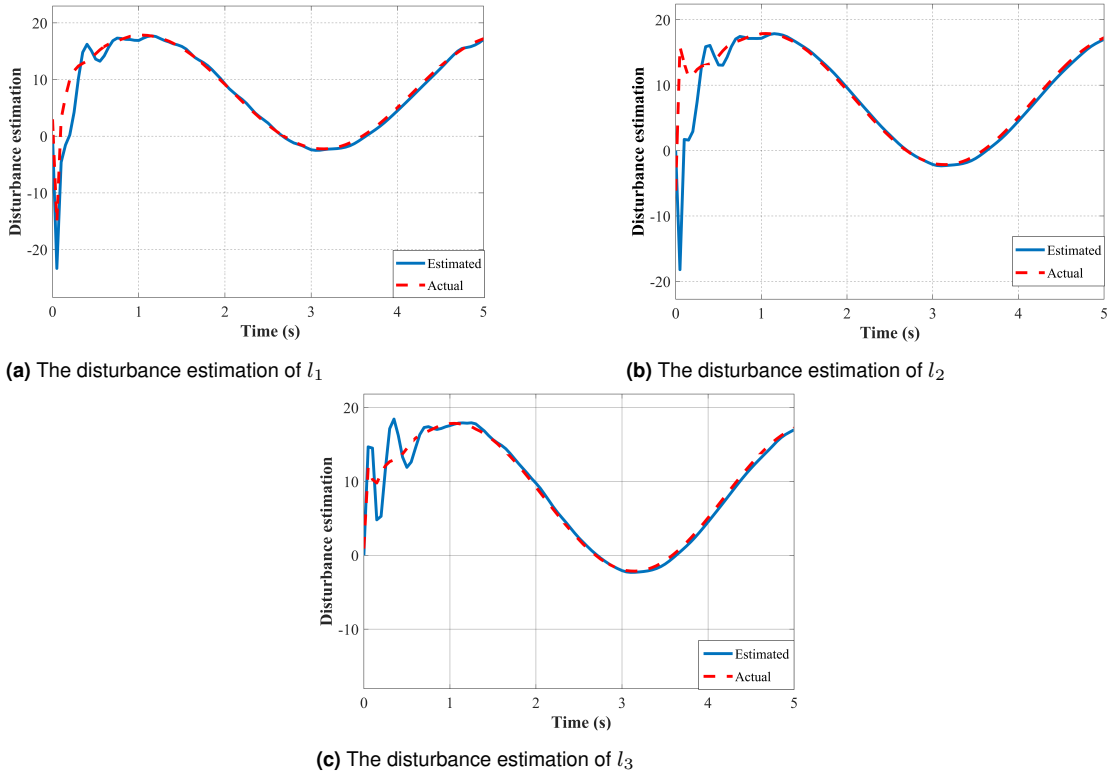 20
10
0
-10
-20
Disturbance estimation
0 1 2 3 4 5
Time (s)
Estimated
Actual
(a) The disturbance estimation of l₁
20
10
0
-10
-20
Disturbance estimation
0 1 2 3 4 5
Time (s)
Estimated
Actual
(b) The disturbance estimation of l₂
20
10
0
-10
Disturbance estimation
0 1 2 3 4 5
Time (s)
Estimated
Actual
(c) The disturbance estimation of l₃